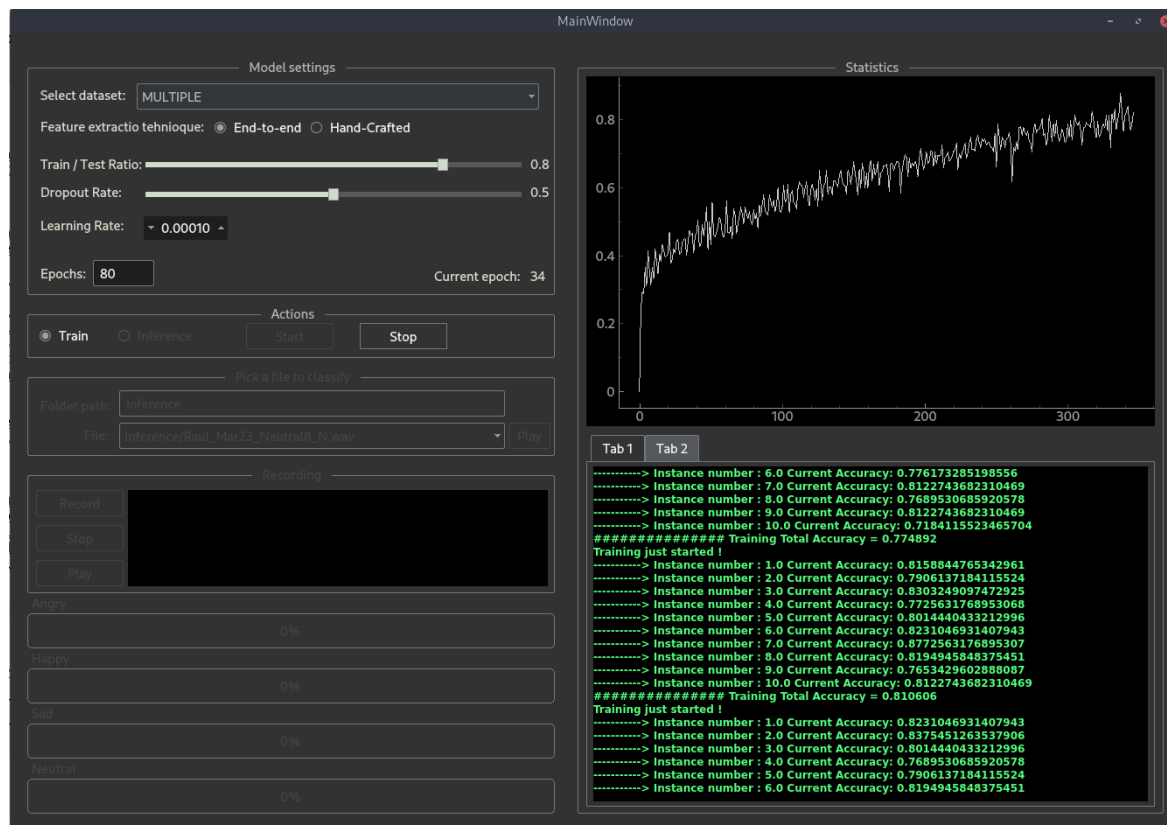 MainWindow
Model settings
Select dataset: MULTIPLE
Feature extractio tehnioque: End-to-end Hand-Crafted
Train / Test Ratio: 0.8
Dropout Rate: 0.5
Learning Rate: 0.00010
Epochs: 80 Current epoch: 34
Actions
Train Inference Start Stop
Pick a file to classify
Folder path: Inference
File: Inference/Raul_Mar23_Neutral8_N.wav Play
Recording
Record
Stop
Play
Angry
0%
Happy
0%
Sad
0%
Neutral
0%
Statistics
0.8
0.6
0.4
0.2
0
0 100 200 300
Tab 1 Tab 2
----------> Instance number : 6.0 Current Accuracy: 0.776173285198556
----------> Instance number : 7.0 Current Accuracy: 0.8122743682310469
----------> Instance number : 8.0 Current Accuracy: 0.7689530685920578
----------> Instance number : 9.0 Current Accuracy: 0.8122743682310469
----------> Instance number : 10.0 Current Accuracy: 0.7184115523465704
############### Training Total Accuracy = 0.774892
Training just started !
----------> Instance number : 1.0 Current Accuracy: 0.8158844765342961
----------> Instance number : 2.0 Current Accuracy: 0.7906137184115524
----------> Instance number : 3.0 Current Accuracy: 0.8303249097472925
----------> Instance number : 4.0 Current Accuracy: 0.7725631768953068
----------> Instance number : 5.0 Current Accuracy: 0.8014440433212996
----------> Instance number : 6.0 Current Accuracy: 0.8231046931407943
----------> Instance number : 7.0 Current Accuracy: 0.8772563176895307
----------> Instance number : 8.0 Current Accuracy: 0.8194945848375451
----------> Instance number : 9.0 Current Accuracy: 0.7653429602888087
----------> Instance number : 10.0 Current Accuracy: 0.8122743682310469
############### Training Total Accuracy = 0.810606
Training just started !
----------> Instance number : 1.0 Current Accuracy: 0.8231046931407943
----------> Instance number : 2.0 Current Accuracy: 0.8375451263537906
----------> Instance number : 3.0 Current Accuracy: 0.8014440433212996
----------> Instance number : 4.0 Current Accuracy: 0.7689530685920578
----------> Instance number : 5.0 Current Accuracy: 0.7906137184115524
----------> Instance number : 6.0 Current Accuracy: 0.8194945848375451